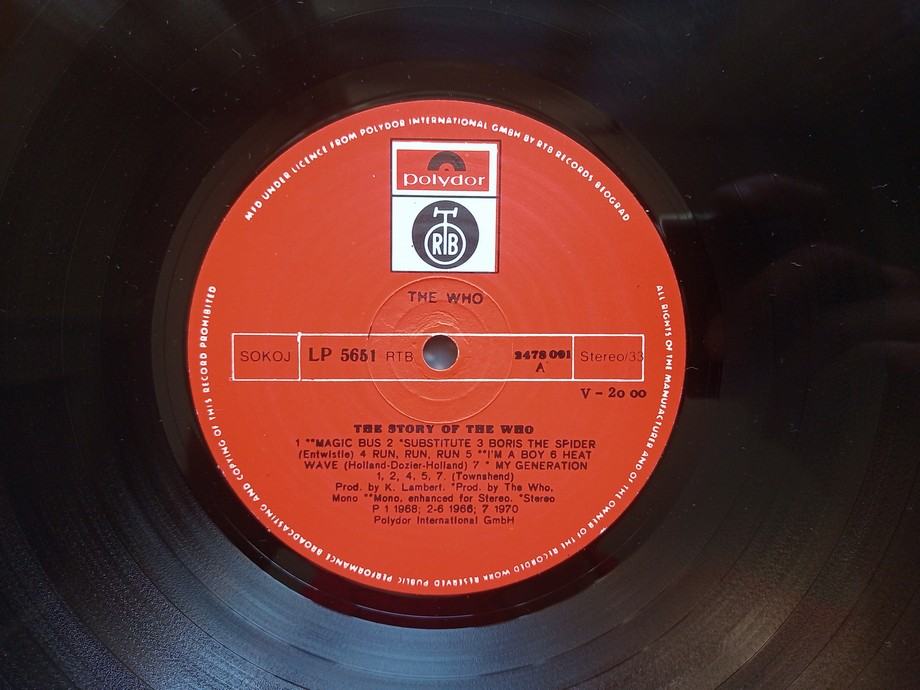 MFD UNDER LICENCE FROM POLYDOR INTERNATIONAL GMBH BY RTB RECORDS BEOGRAD
polydor
RTB
THE WHO
SOKOJ LP 5651 RTB 2478 091 Stereo/33
A
V - 20 00
THE STORY OF THE WHO
1 **MAGIC BUS 2 *SUBSTITUTE 3 BORIS THE SPIDER
(Entwistle) 4 RUN, RUN, RUN 5 **I'M A BOY 6 HEAT
WAVE (Holland-Dozier-Holland) 7 * MY GENERATION
1, 2, 4, 5, 7. (Townshend)
Prod. by K. Lambert. *Prod. by The Who,
Mono **Mono, enhanced for Stereo. *Stereo
P 1 1968; 2-6 1966; 7 1970
Polydor International GmbH
ALL RIGHTS OF THE MANUFACTURER AND OF THE OWNER OF THE RECORDED WORK RESERVED PUBLIC PERFORMANCE BROADCASTING AND COPYING OF THIS RECORD PROHIBITED